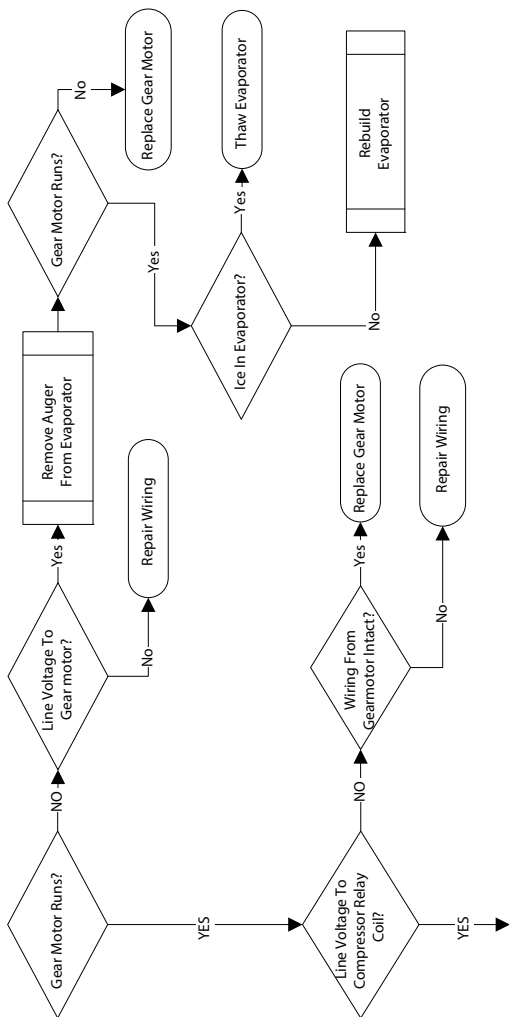 Gear Motor Runs?
NO
Line Voltage To
Gear motor?
Yes
Remove Auger
From Evaporator
Gear Motor Runs?
No
Replace Gear Motor
No
Repair Wiring
Yes
Ice In Evaporator?
Yes
Thaw Evaporator
No
Rebuild
Evaporator
YES
Line Voltage To
Compressor Relay
Coil?
NO
Wiring From
Gearmotor Intact?
Yes
Replace Gear Motor
No
Repair Wiring
YES